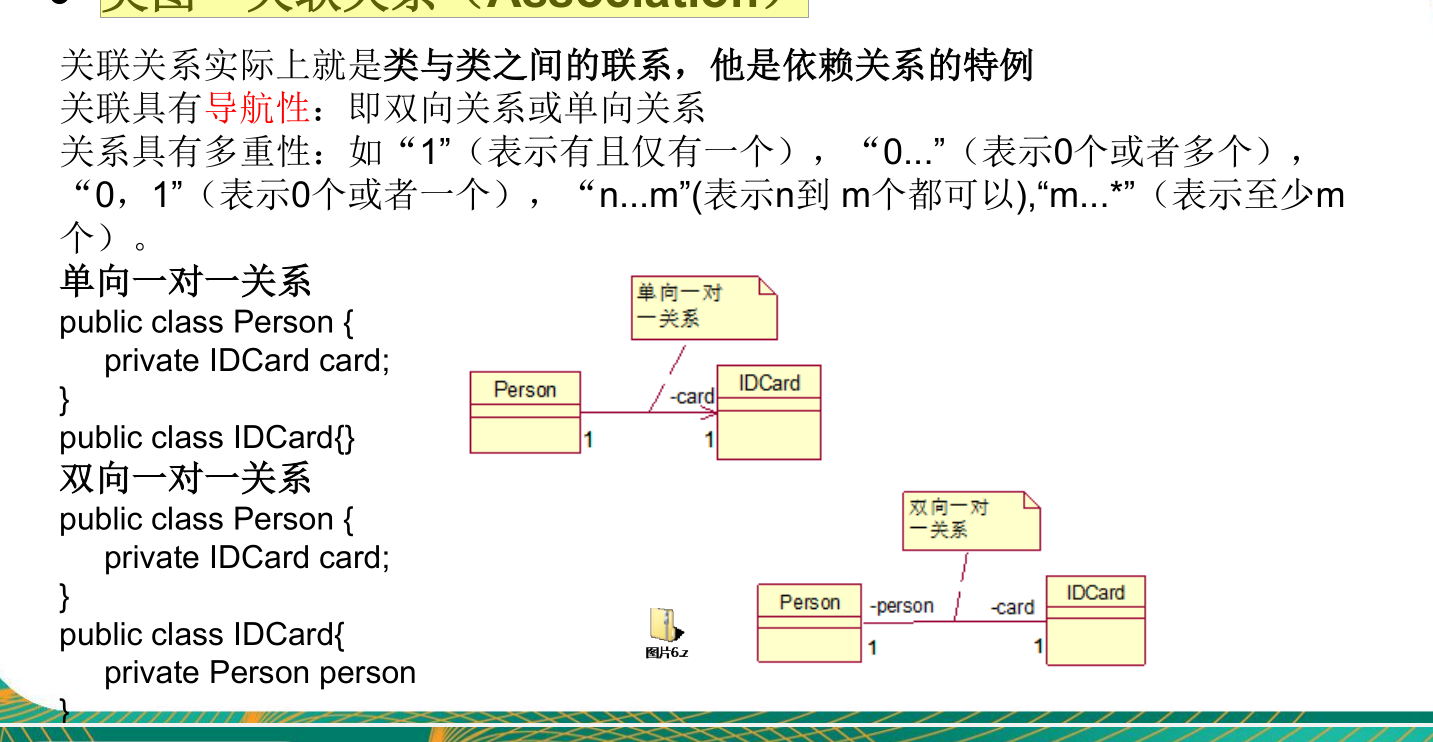 关联关系（Association）
关联关系实际上就是类与类之间的联系，他是依赖关系的特例
关联具有导航性：即双向关系或单向关系
关系具有多重性：如“1”（表示有且仅有一个），“0...”（表示0个或者多个），
“0，1”（表示0个或者一个），“n...m”(表示n到 m个都可以),“m...*”（表示至少m
个）。
单向一对一关系
public class Person {
private IDCard card;
}
public class IDCard{}
双向一对一关系
public class Person {
private IDCard card;
}
public class IDCard{
private Person person
}
单向一对
一关系
Person
IDCard
-card
1
1
双向一对
一关系
Person
IDCard
-person
-card
1
1
图片6.z